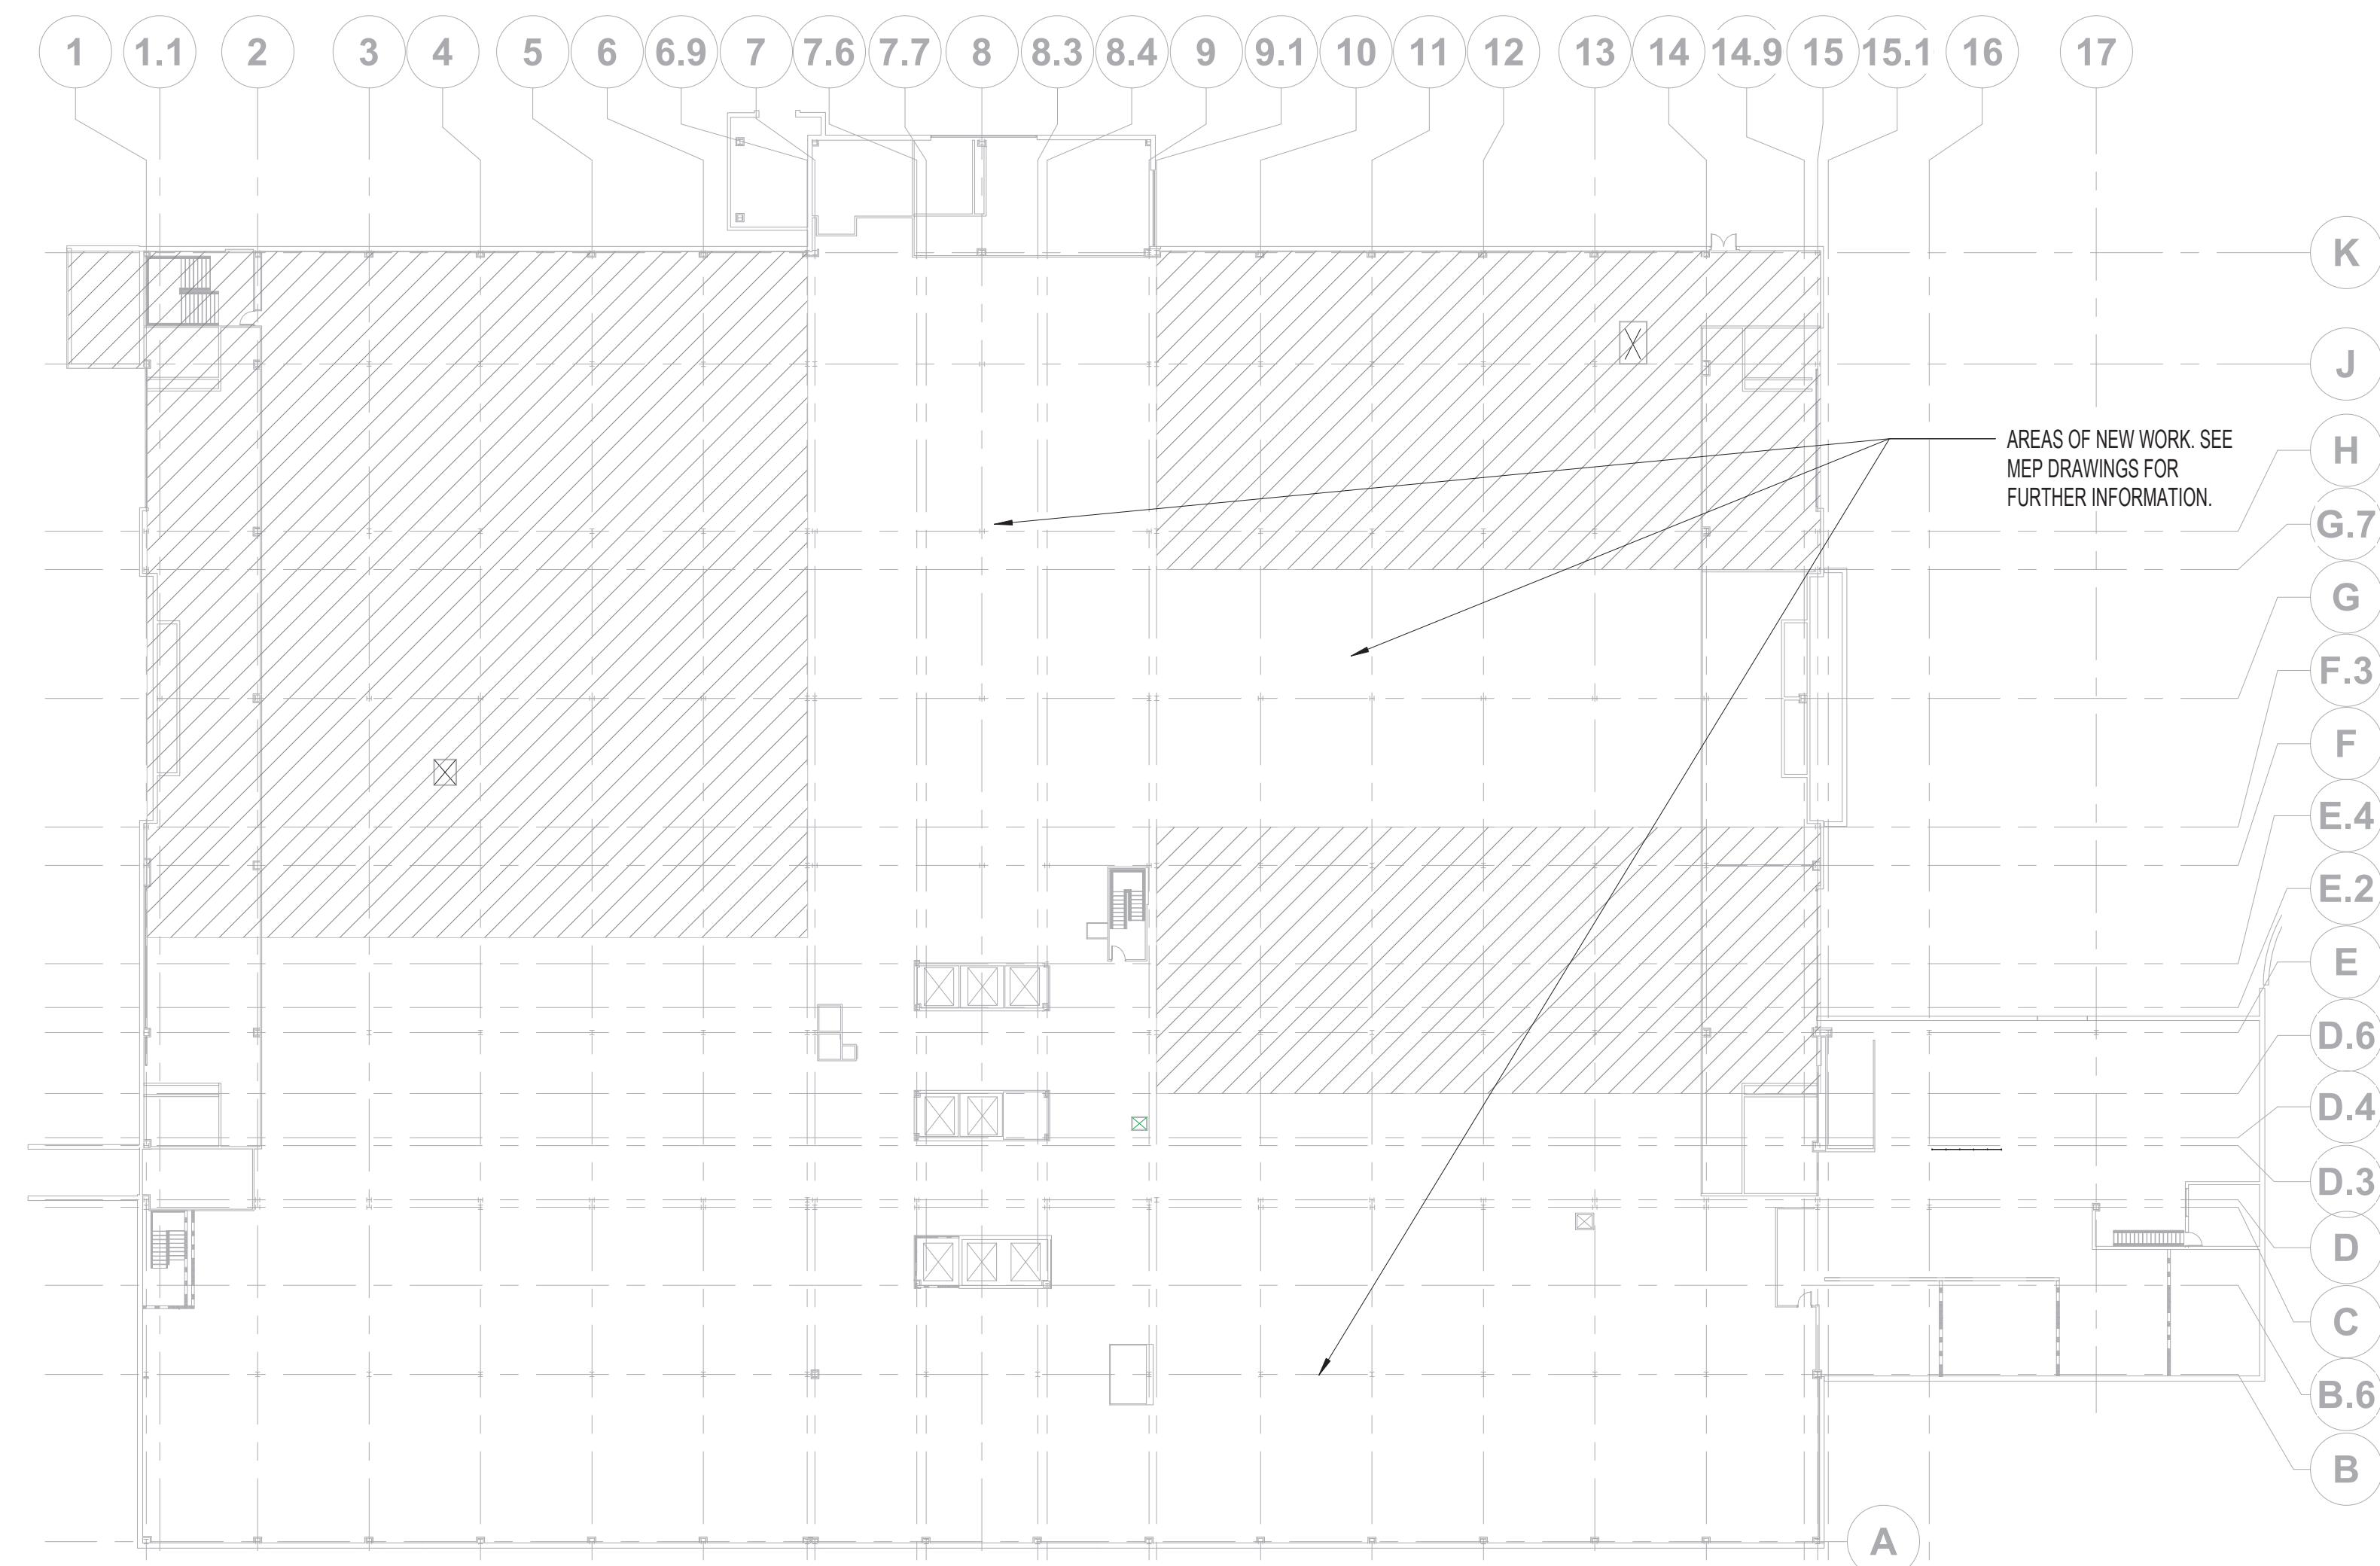 1 1.1 2 3 4 5 6 6.9 7 7.6 7.7 8 8.3 8.4 9 9.1 10 11 12 13 14 14.9 15 15.1 16 17
K
J
AREAS OF NEW WORK. SEE
MEP DRAWINGS FOR
FURTHER INFORMATION.
H
G.7
G
F.3
F
E.4
E.2
E
D.6
D.4
D.3
D
C
B.6
B
A